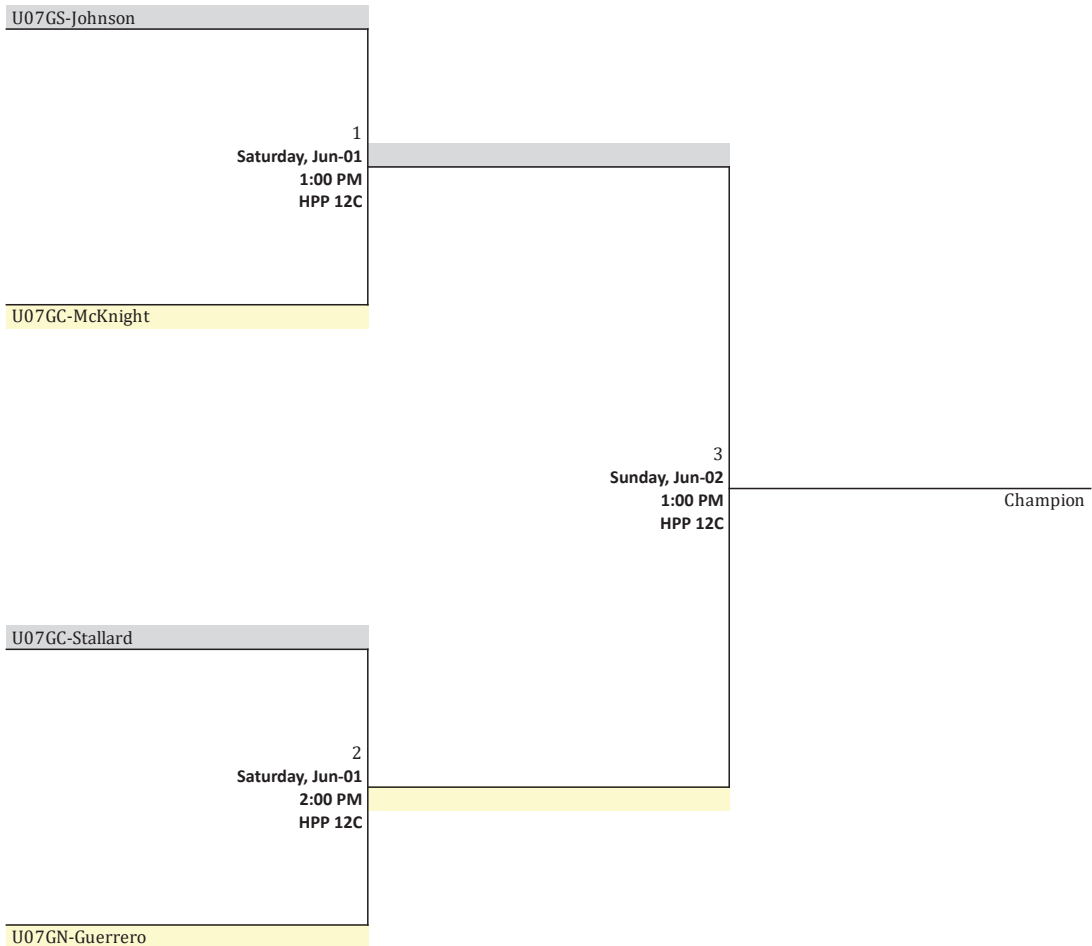 U07GS-Johnson
1
Saturday, Jun-01
1:00 PM
HPP 12C
U07GC-McKnight
3
Sunday, Jun-02
1:00 PM
HPP 12C
Champion
U07GC-Stallard
2
Saturday, Jun-01
2:00 PM
HPP 12C
U07GN-Guerrero